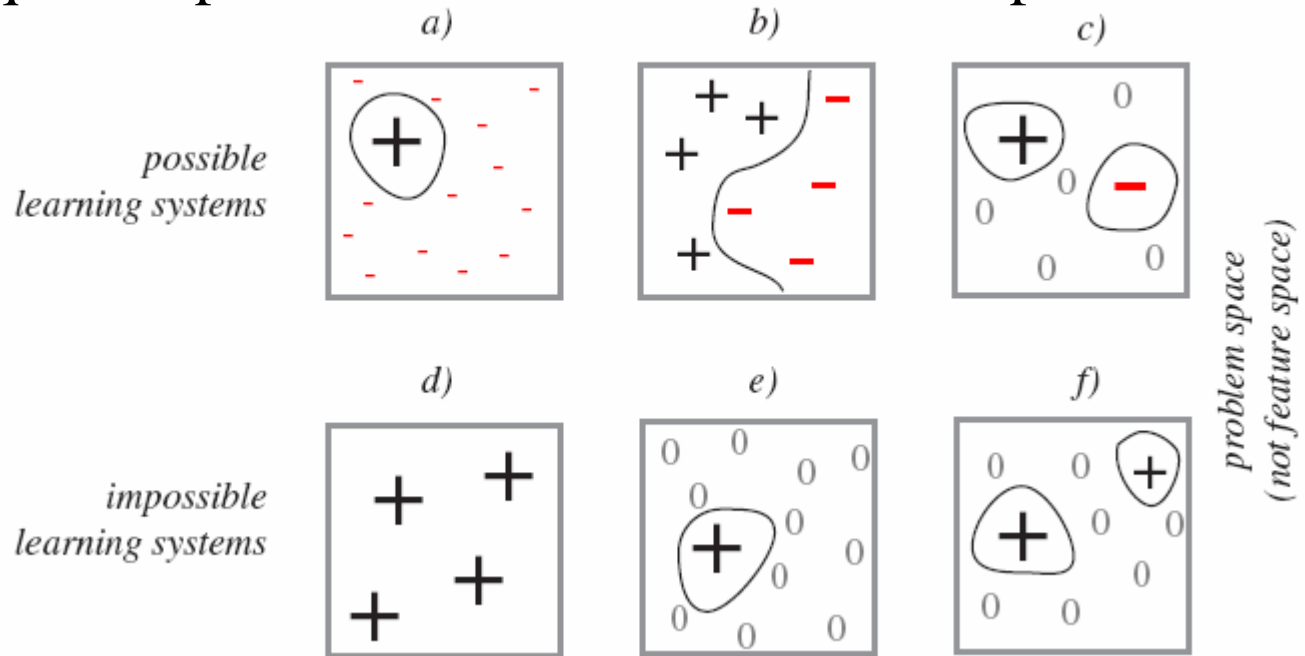 a)
b)
c)
possible
learning systems
d)
e)
f)
impossible
learning systems
problem space
(not feature space)